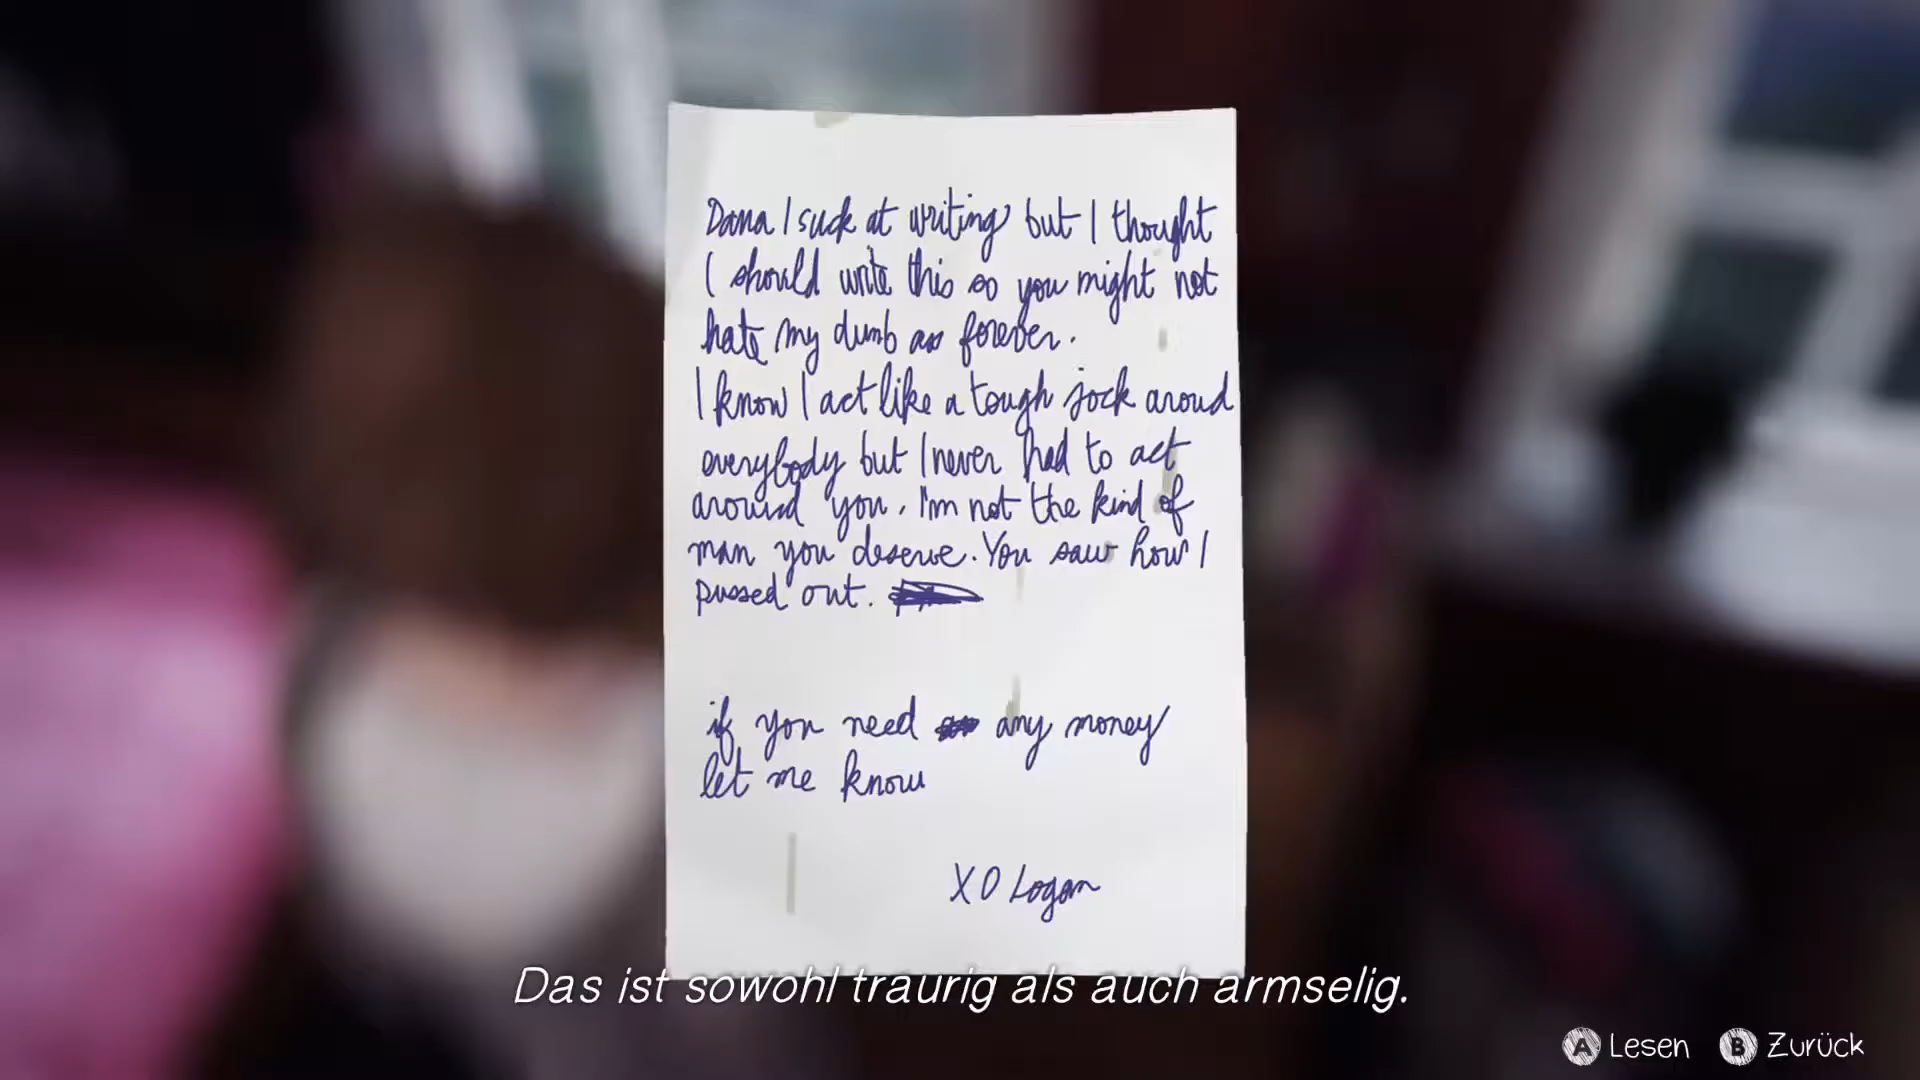 Dana I suck at writing but I thought
I should write this so you might not
hate my dumb ass forever.
I know I act like a tough jock aroud
everybody but I never had to act
around you. I'm not the kind of
man you deserve. You saw how I
pussed out.
if you need any money
let me know
XO Logan
Das ist sowohl traurig als auch armselig.
A Lesen B Zurück